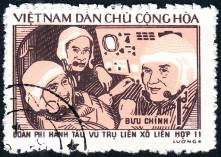 VIỆT NAM DÂN CHỦ CỘNG HÒA
BƯU CHÍNH
ĐOÀN PHI HÀNH TÀU VŨ TRỤ LIÊN XÔ LIÊN HỢP 11